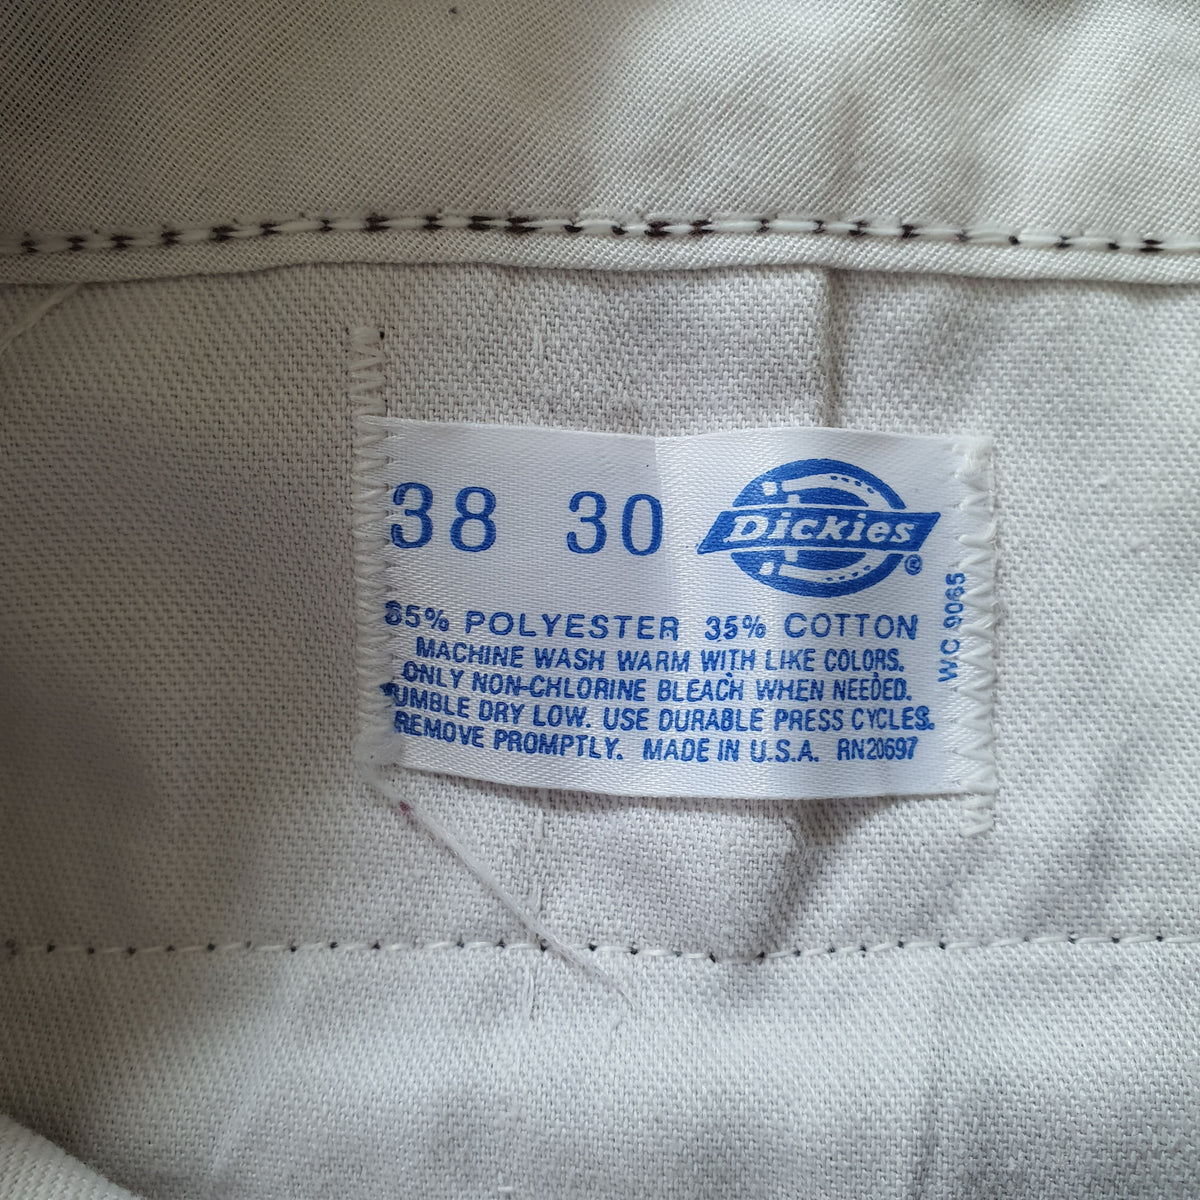 38 30 Dickies®
65% POLYESTER 35% COTTON
MACHINE WASH WARM WITH LIKE COLORS.
ONLY NON-CHLORINE BLEACH WHEN NEEDED.
TUMBLE DRY LOW. USE DURABLE PRESS CYCLES.
REMOVE PROMPTLY. MADE IN U.S.A. RN20697
WC 9065